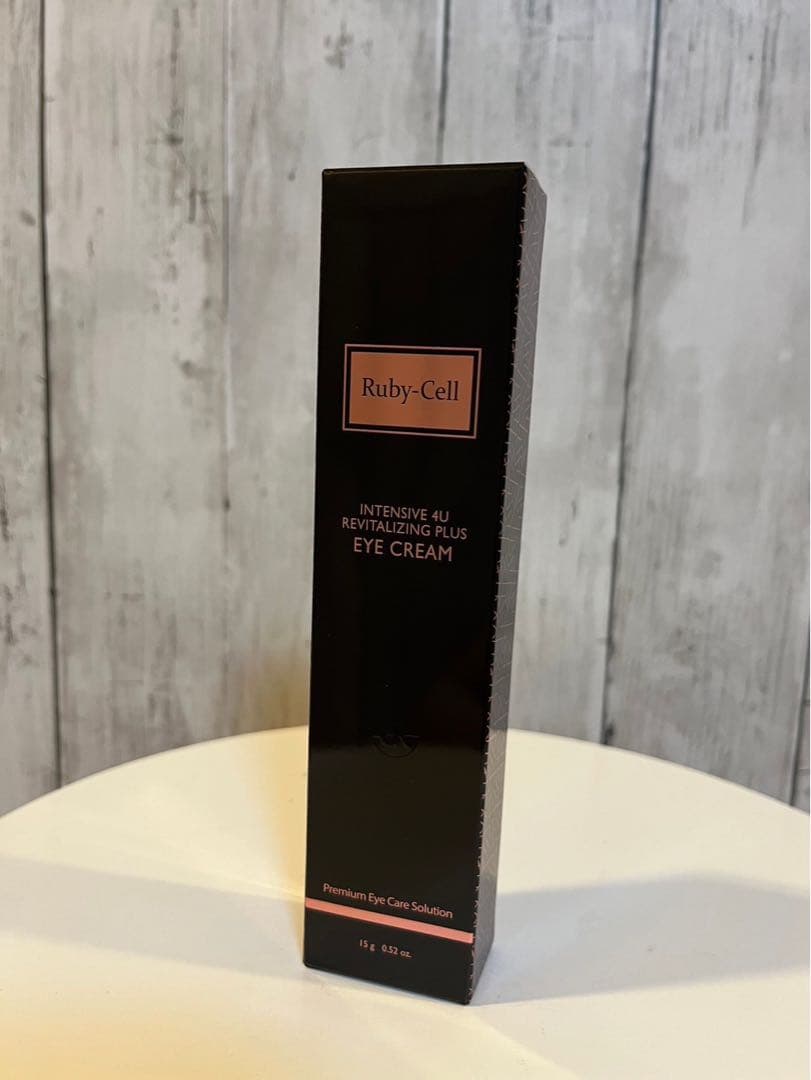 Ruby-Cell
INTENSIVE 4U
REVITALIZING PLUS
EYE CREAM
Premium Eye Care Solution
15 g 0.52 oz.